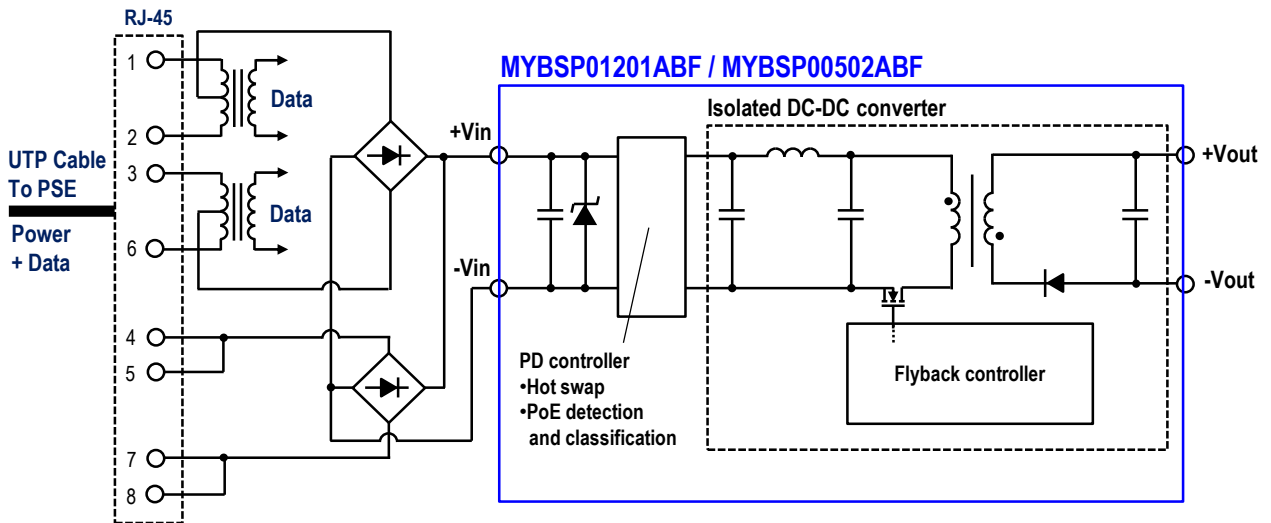 RJ-45
1
2
3
6
4
5
7
8
UTP Cable
To PSE
Power
+ Data
Data
Data
+Vin
-Vin
MYBSP01201ABF / MYBSP00502ABF
Isolated DC-DC converter
PD controller
•Hot swap
•PoE detection
and classification
Flyback controller
+Vout
-Vout